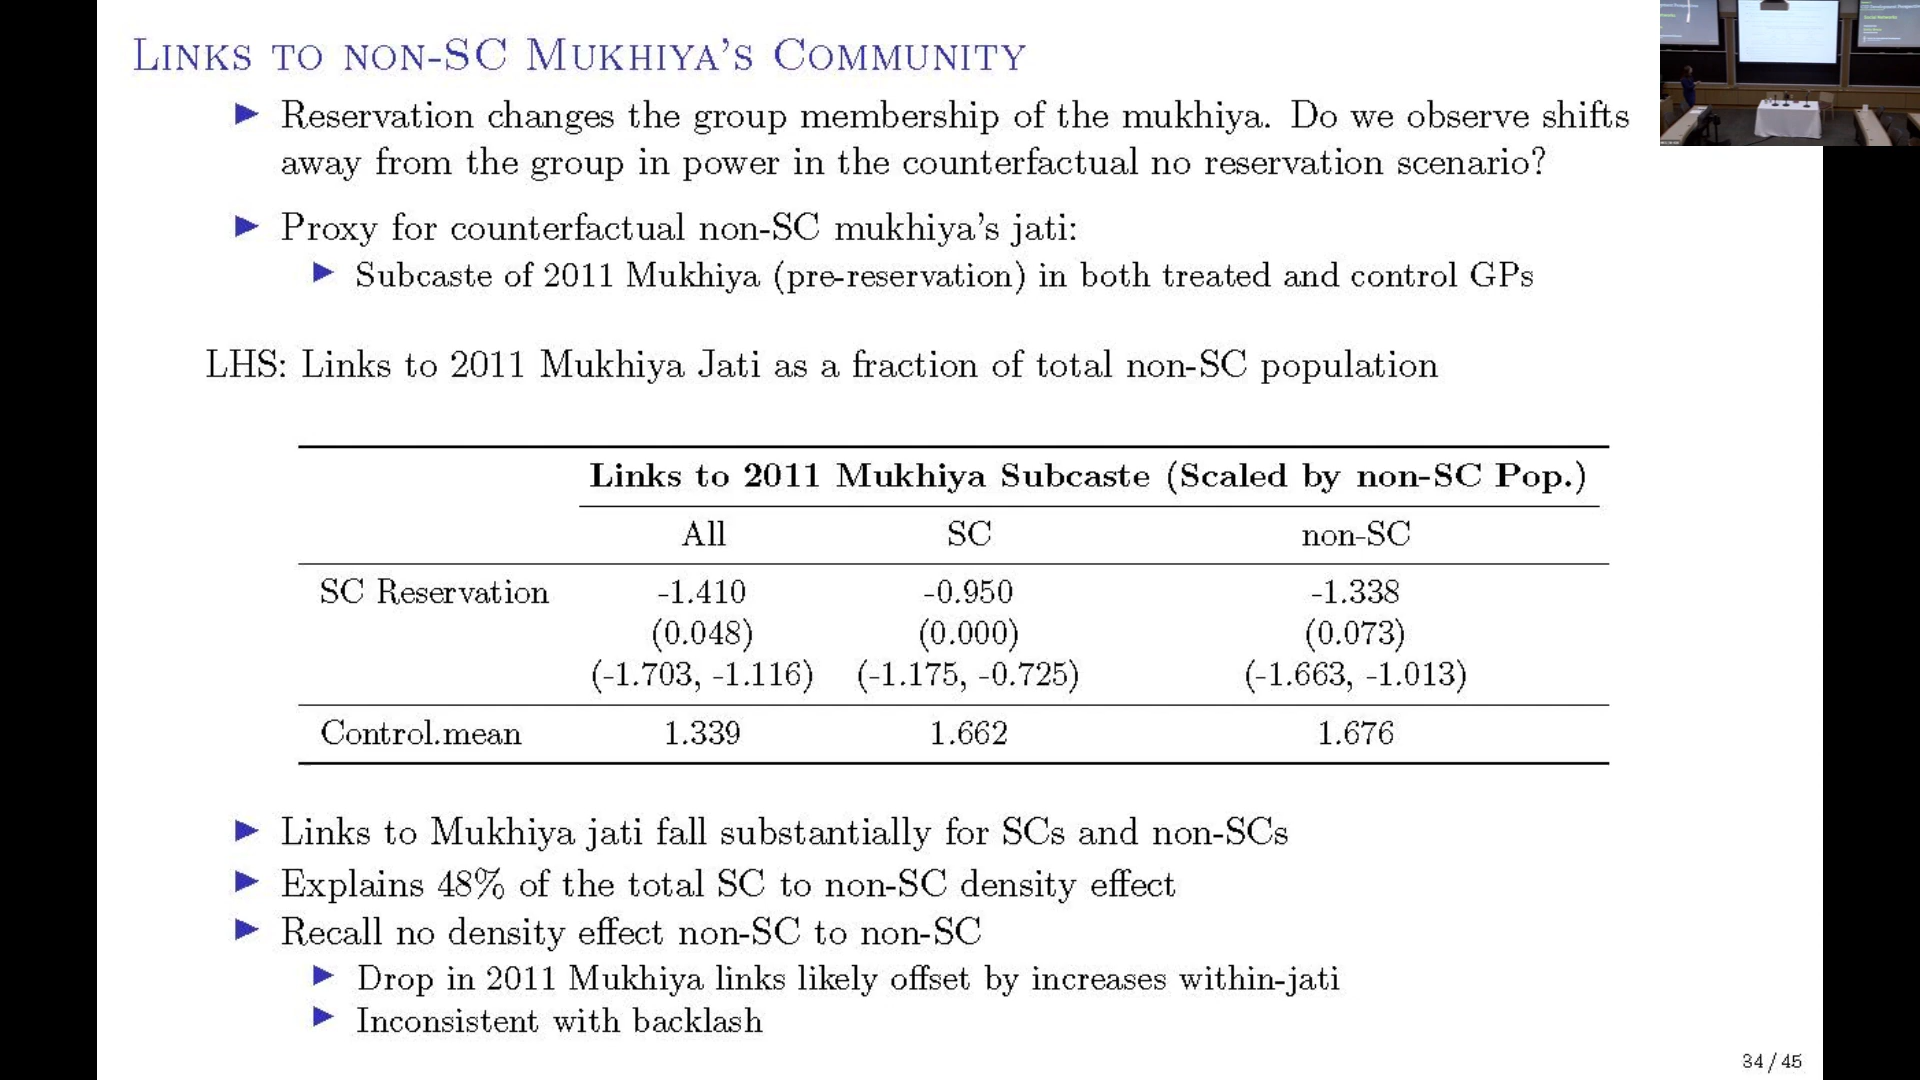 LINKS TO NON-SC MUKHIYA'S COMMUNITY
Reservation changes the group membership of the mukhiya. Do we observe shifts
away from the group in power in the counterfactual no reservation scenario?
Proxy for counterfactual non-SC mukhiya's jati:
Subcaste of 2011 Mukhiya (pre-reservation) in both treated and control GPs
LHS: Links to 2011 Mukhiya Jati as a fraction of total non-SC population
Links to 2011 Mukhiya Subcaste (Scaled by non-SC Pop.)
All SC non-SC
SC Reservation -1.410 -0.950 -1.338
(0.048) (0.000) (0.073)
(-1.703, -1.116) (-1.175, -0.725) (-1.663, -1.013)
Control.mean 1.339 1.662 1.676
Links to Mukhiya jati fall substantially for SCs and non-SCs
Explains 48% of the total SC to non-SC density effect
Recall no density effect non-SC to non-SC
Drop in 2011 Mukhiya links likely offset by increases within-jati
Inconsistent with backlash
34 / 45